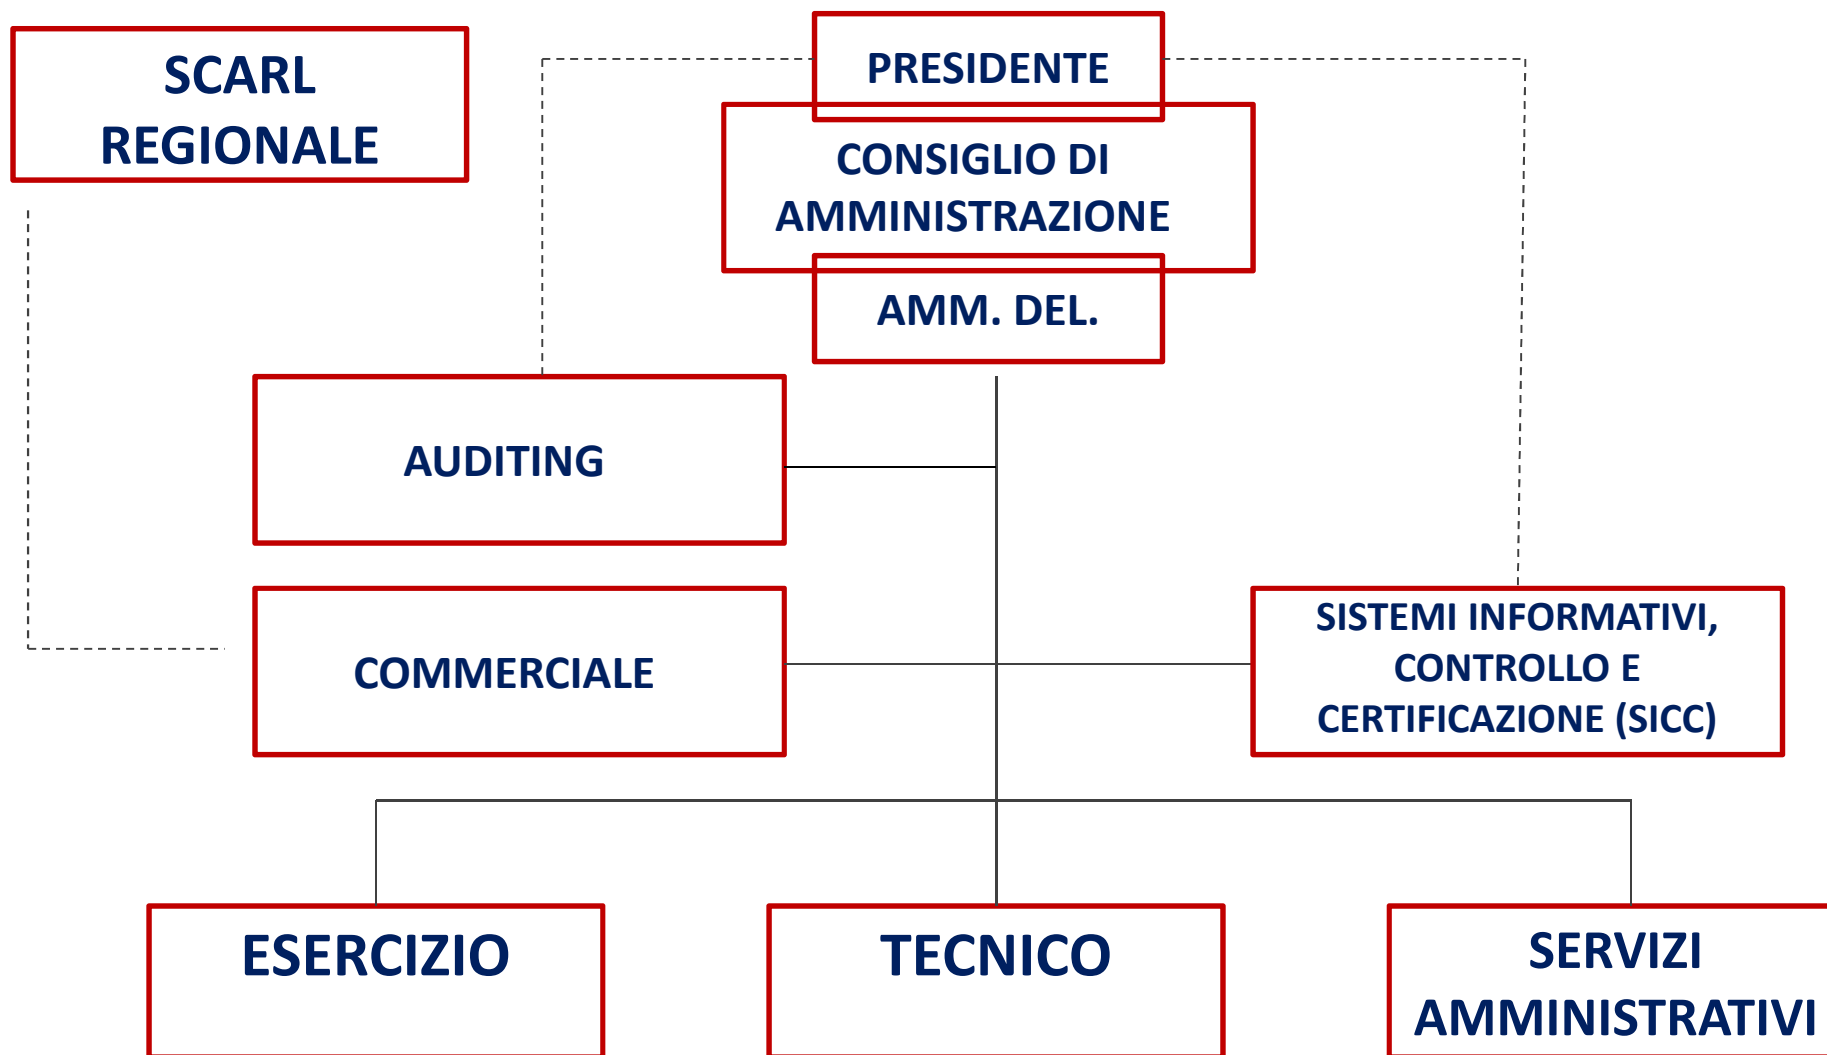 SCARL
REGIONALE
PRESIDENTE
CONSIGLIO DI
AMMINISTRAZIONE
AMM. DEL.
AUDITING
COMMERCIALE
SISTEMI INFORMATIVI,
CONTROLLO E
CERTIFICAZIONE (SICC)
ESERCIZIO
TECNICO
SERVIZI
AMMINISTRATIVI